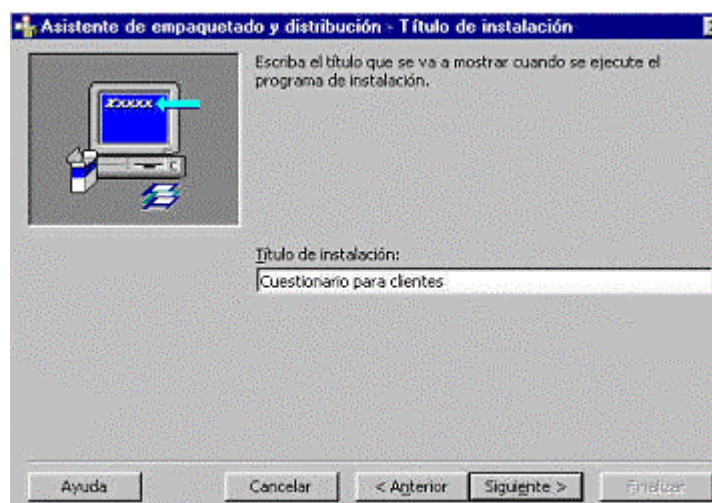 Asistente de empaquetado y distribución - Título de instalación
Escriba el título que se va a mostrar cuando se ejecute el
programa de instalación.
Xxxxx
Título de instalación:
Cuestionario para clientes
Ayuda
Cancelar
< Anterior
Siguiente >
Finalizar